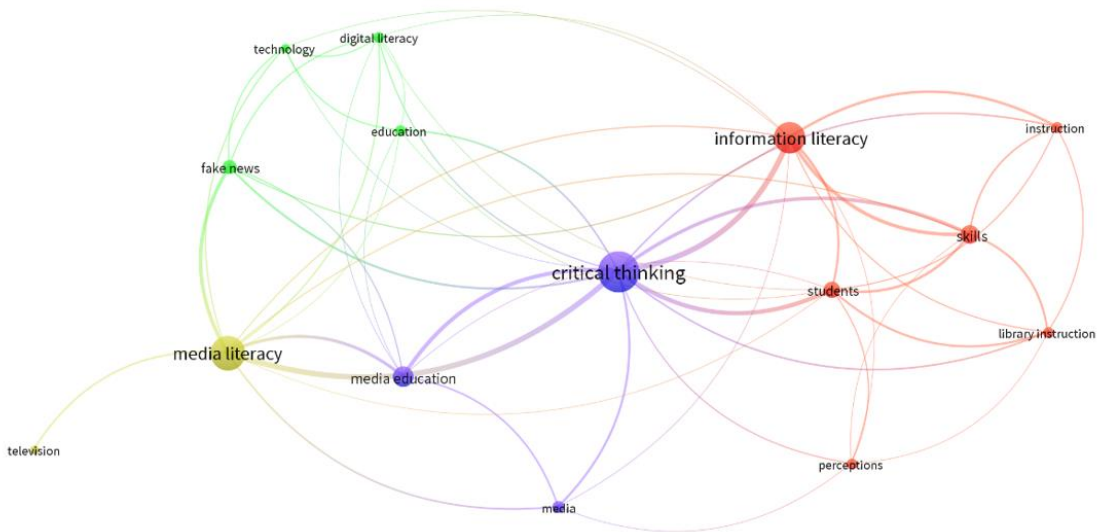 digital literacy
technology
education
information literacy
instruction
fake news
skills
critical thinking
students
library instruction
media literacy
media education
television
perceptions
media